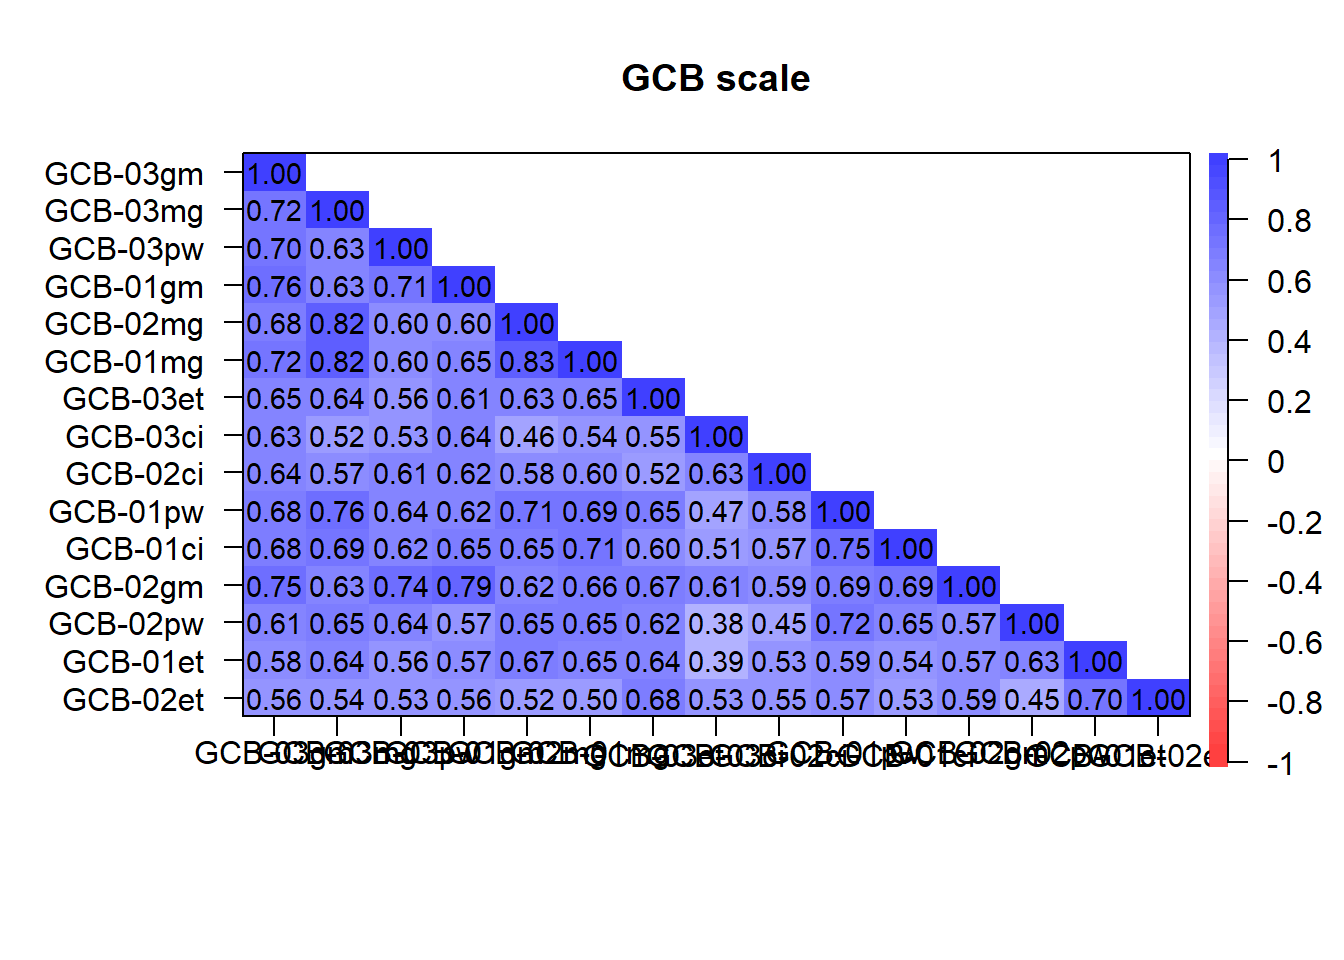 GCB scale
GCB-03gm 1.00
GCB-03mg 0.72 1.00
GCB-03pw 0.70 0.63 1.00
GCB-01gm 0.76 0.63 0.71 1.00
GCB-02mg 0.68 0.82 0.60 0.60 1.00
GCB-01mg 0.72 0.82 0.60 0.65 0.83 1.00
GCB-03et 0.65 0.64 0.56 0.61 0.63 0.65 1.00
GCB-03ci 0.63 0.52 0.53 0.64 0.46 0.54 0.55 1.00
GCB-02ci 0.64 0.57 0.61 0.62 0.58 0.60 0.52 0.63 1.00
GCB-01pw 0.68 0.76 0.64 0.62 0.71 0.69 0.65 0.47 0.58 1.00
GCB-01ci 0.68 0.69 0.62 0.65 0.65 0.71 0.60 0.51 0.57 0.75 1.00
GCB-02gm 0.75 0.63 0.74 0.79 0.62 0.66 0.67 0.61 0.59 0.69 0.69 1.00
GCB-02pw 0.61 0.65 0.64 0.57 0.65 0.65 0.62 0.38 0.45 0.72 0.65 0.57 1.00
GCB-01et 0.58 0.64 0.56 0.57 0.67 0.65 0.64 0.39 0.53 0.59 0.54 0.57 0.63 1.00
GCB-02et 0.56 0.54 0.53 0.56 0.52 0.50 0.68 0.53 0.55 0.57 0.53 0.59 0.45 0.70 1.00
1
0.8
0.6
0.4
0.2
0
-0.2
-0.4
-0.6
-0.8
-1